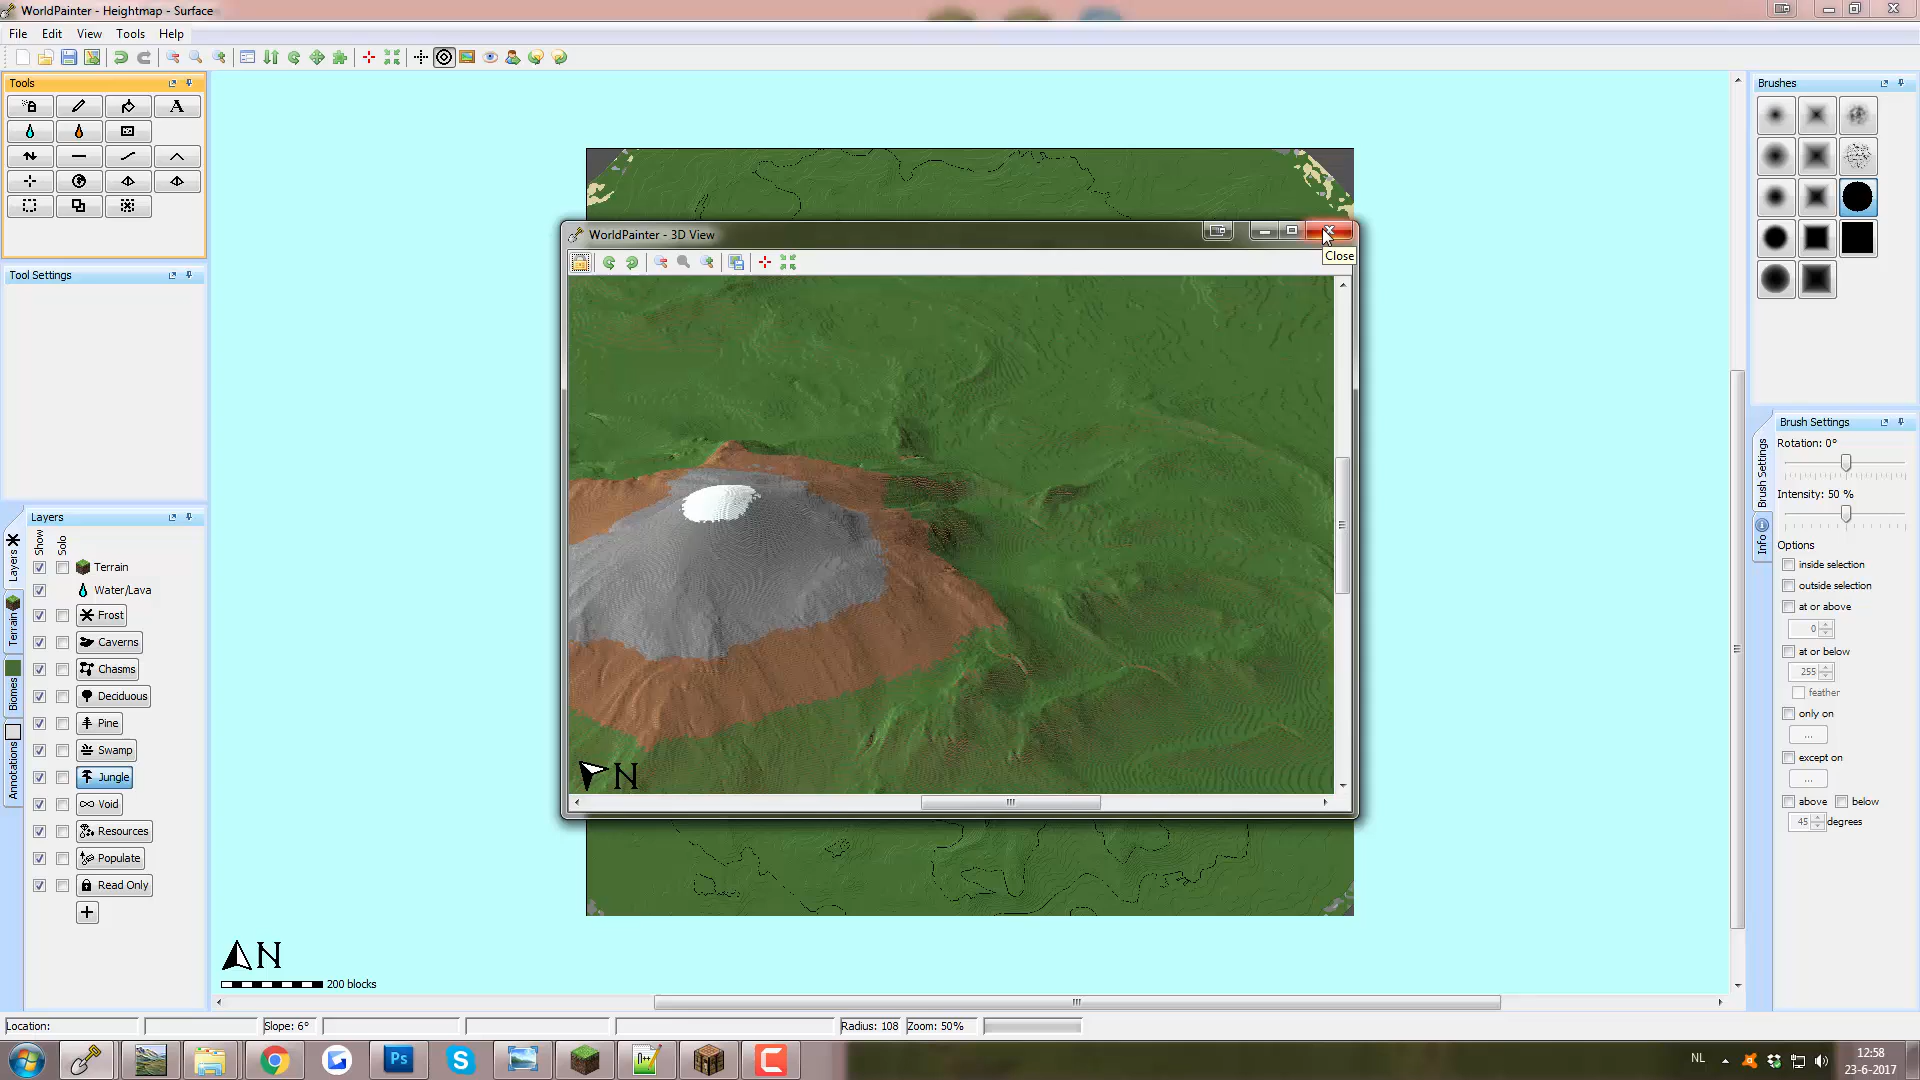 WorldPainter - Heightmap - Surface
File Edit View Tools Help
Tools
A
Tool Settings
Layers
Show
Solo
Terrain
Water/Lava
Frost
Caverns
Chasms
Deciduous
Pine
Swamp
Jungle
Void
Resources
Populate
Read Only
Layers
Terrain
Biomes
Annotations
WorldPainter - 3D View
Close
N
N
200 blocks
Brushes
Brush Settings
Brush Settings
Info
Rotation: 0°
Intensity: 50 %
Options
inside selection
outside selection
at or above
0
at or below
255
feather
only on
...
except on
...
above below
45 degrees
Location:
Slope: 6°
Radius: 108
Zoom: 50%
Ps
NL
12:58
23-6-2017